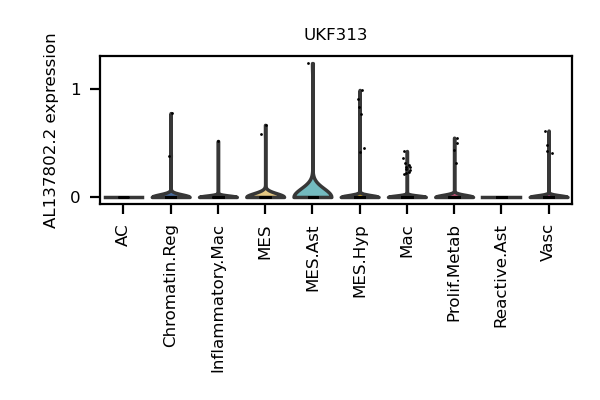 UKF313
AL137802.2 expression
1
0
AC
Chromatin.Reg
Inflammatory.Mac
MES
MES.Ast
MES.Hyp
Mac
Prolif.Metab
Reactive.Ast
Vasc